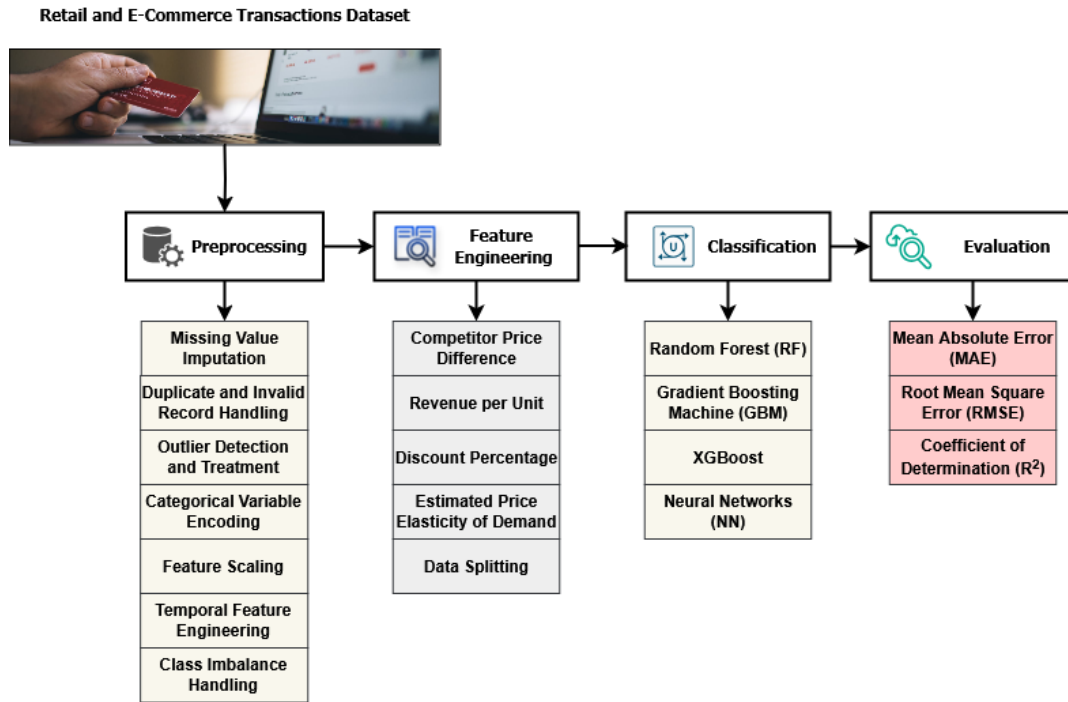 Retail and E-Commerce Transactions Dataset
Preprocessing
Feature
Engineering
U
Classification
Evaluation
Missing Value
Imputation
Duplicate and Invalid
Record Handling
Outlier Detection
and Treatment
Categorical Variable
Encoding
Feature Scaling
Temporal Feature
Engineering
Class Imbalance
Handling
Competitor Price
Difference
Revenue per Unit
Discount Percentage
Estimated Price
Elasticity of Demand
Data Splitting
Random Forest (RF)
Gradient Boosting
Machine (GBM)
XGBoost
Neural Networks
(NN)
Mean Absolute Error
(MAE)
Root Mean Square
Error (RMSE)
Coefficient of
Determination (R²)